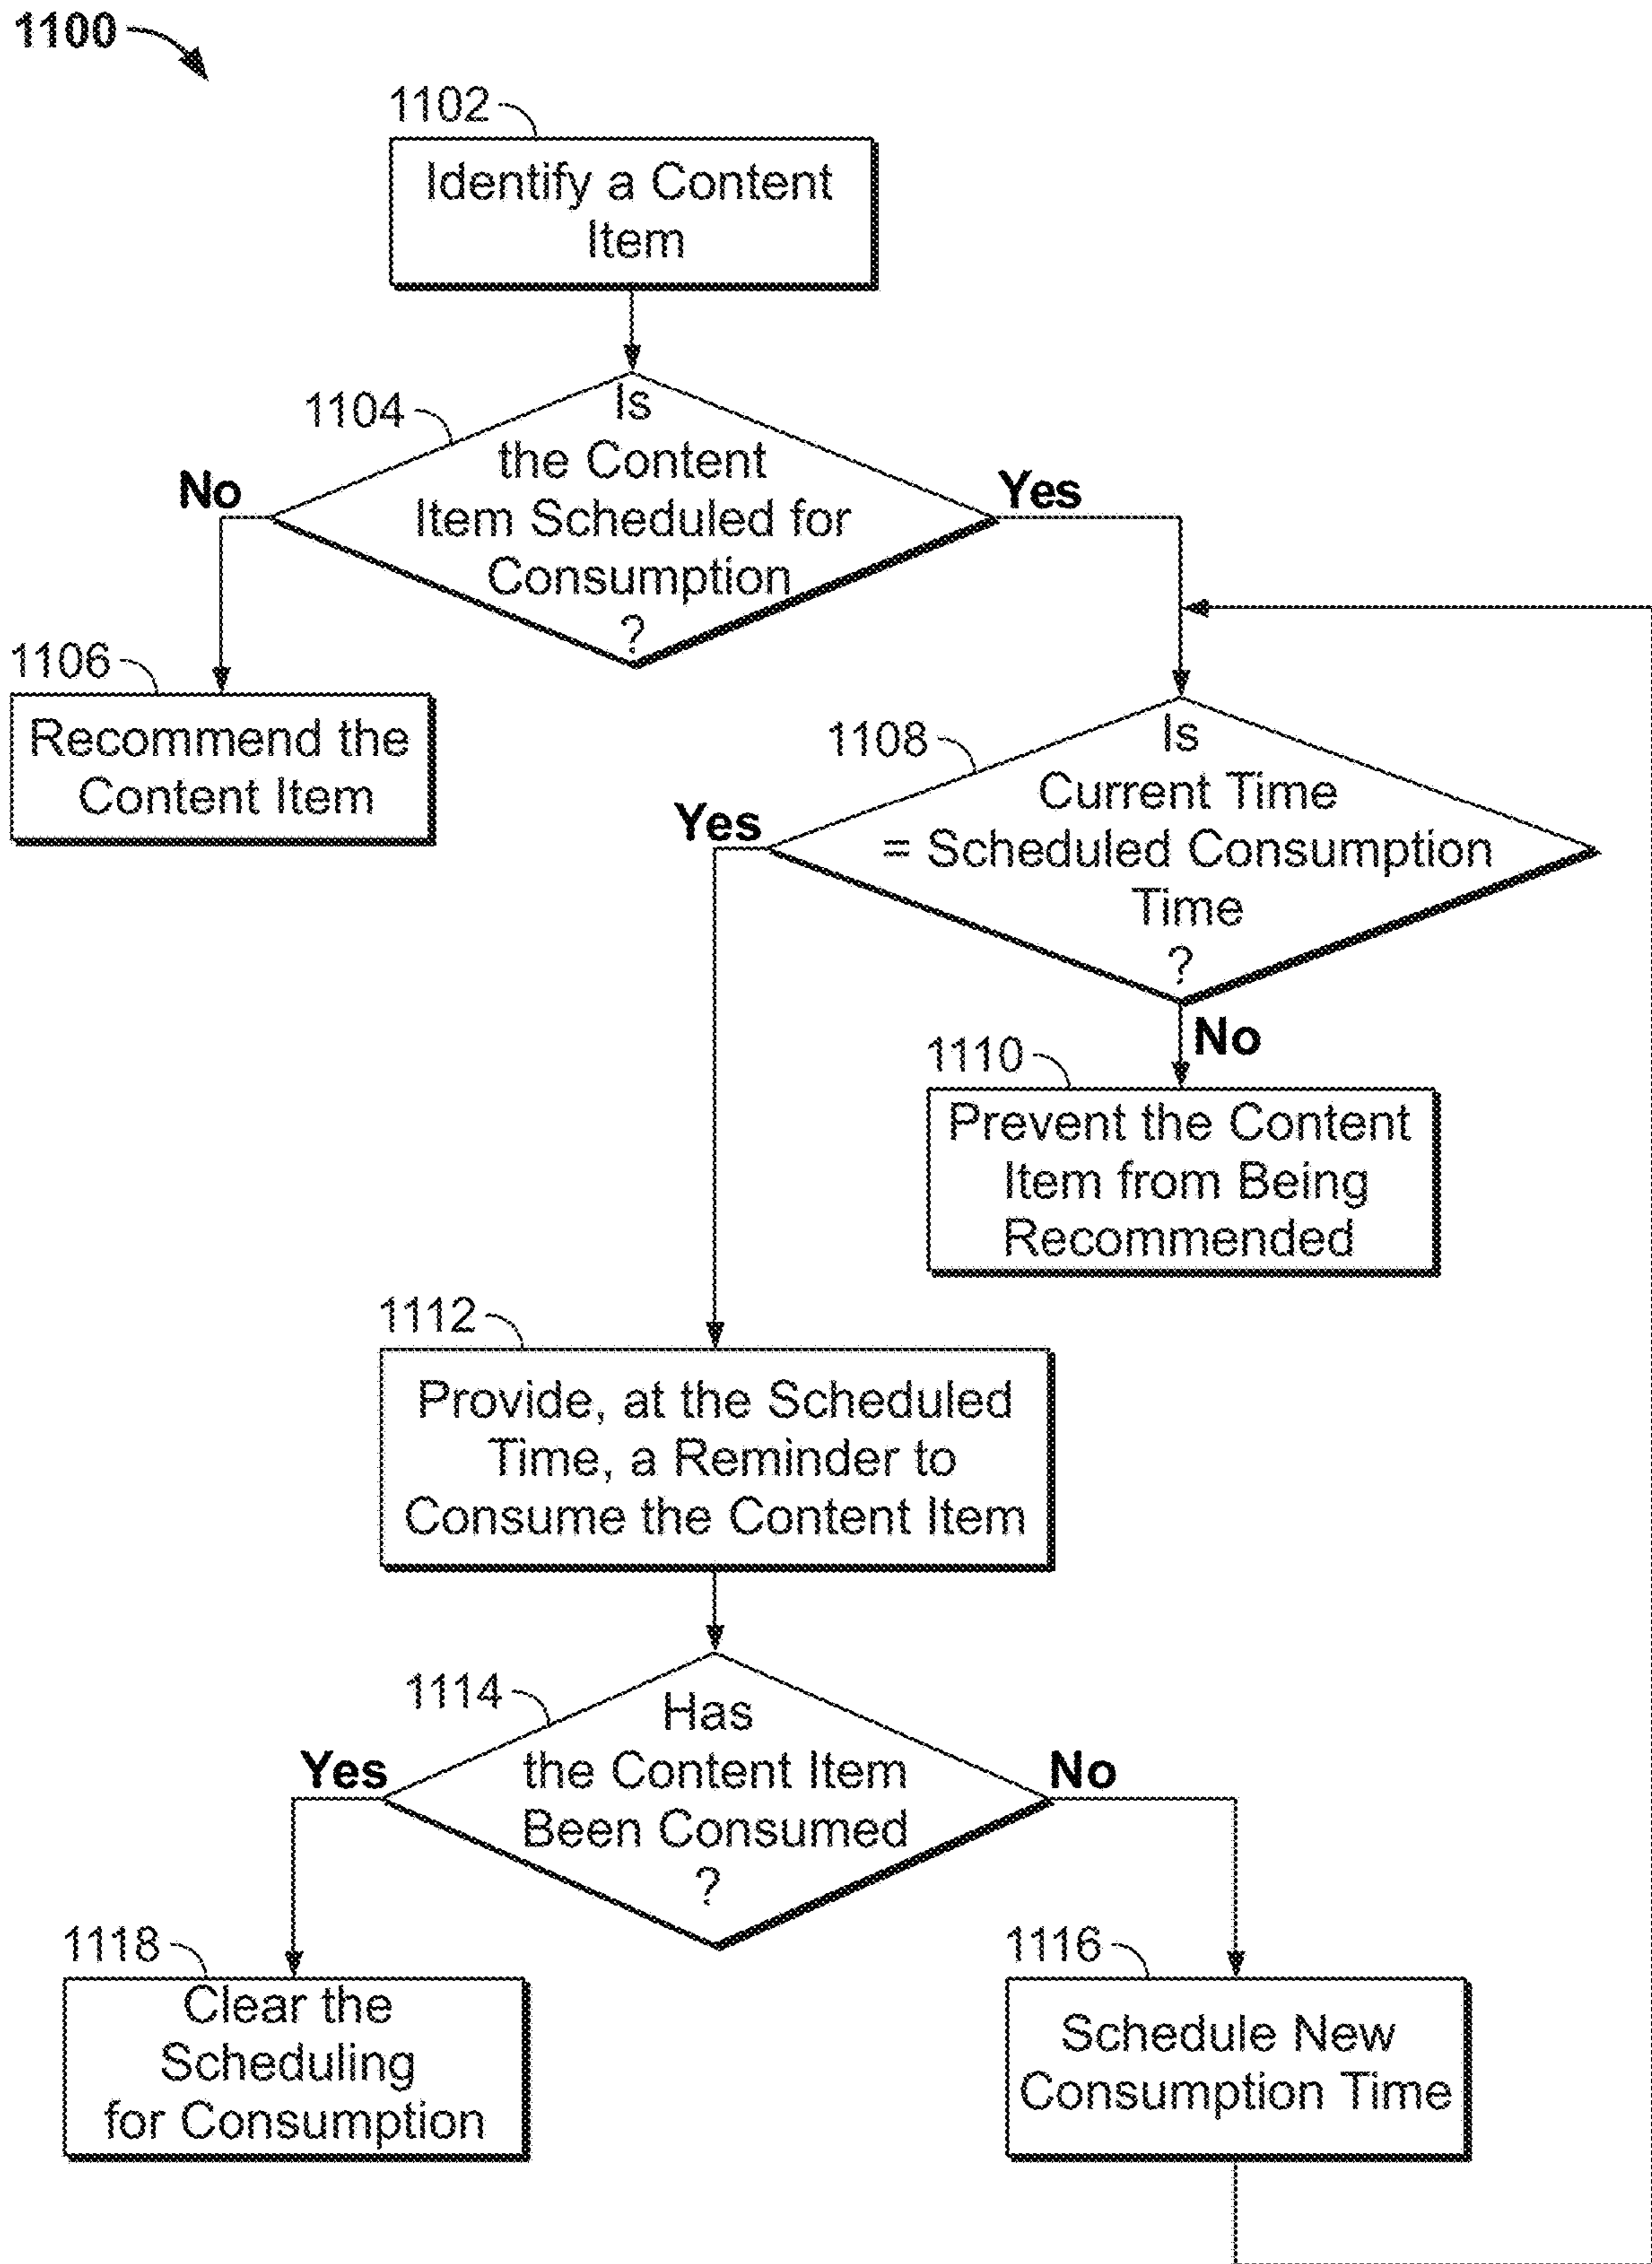 1100
1102
Identify a Content
Item
1104
Is
the Content
Item Scheduled for
Consumption
?
No
Yes
1106
Recommend the
Content Item
1108
Is
Current Time
= Scheduled Consumption
Time
?
Yes
No
1110
Prevent the Content
Item from Being
Recommended
1112
Provide, at the Scheduled
Time, a Reminder to
Consume the Content Item
1114
Has
the Content Item
Been Consumed
?
Yes
No
1118
Clear the
Scheduling
for Consumption
1116
Schedule New
Consumption Time